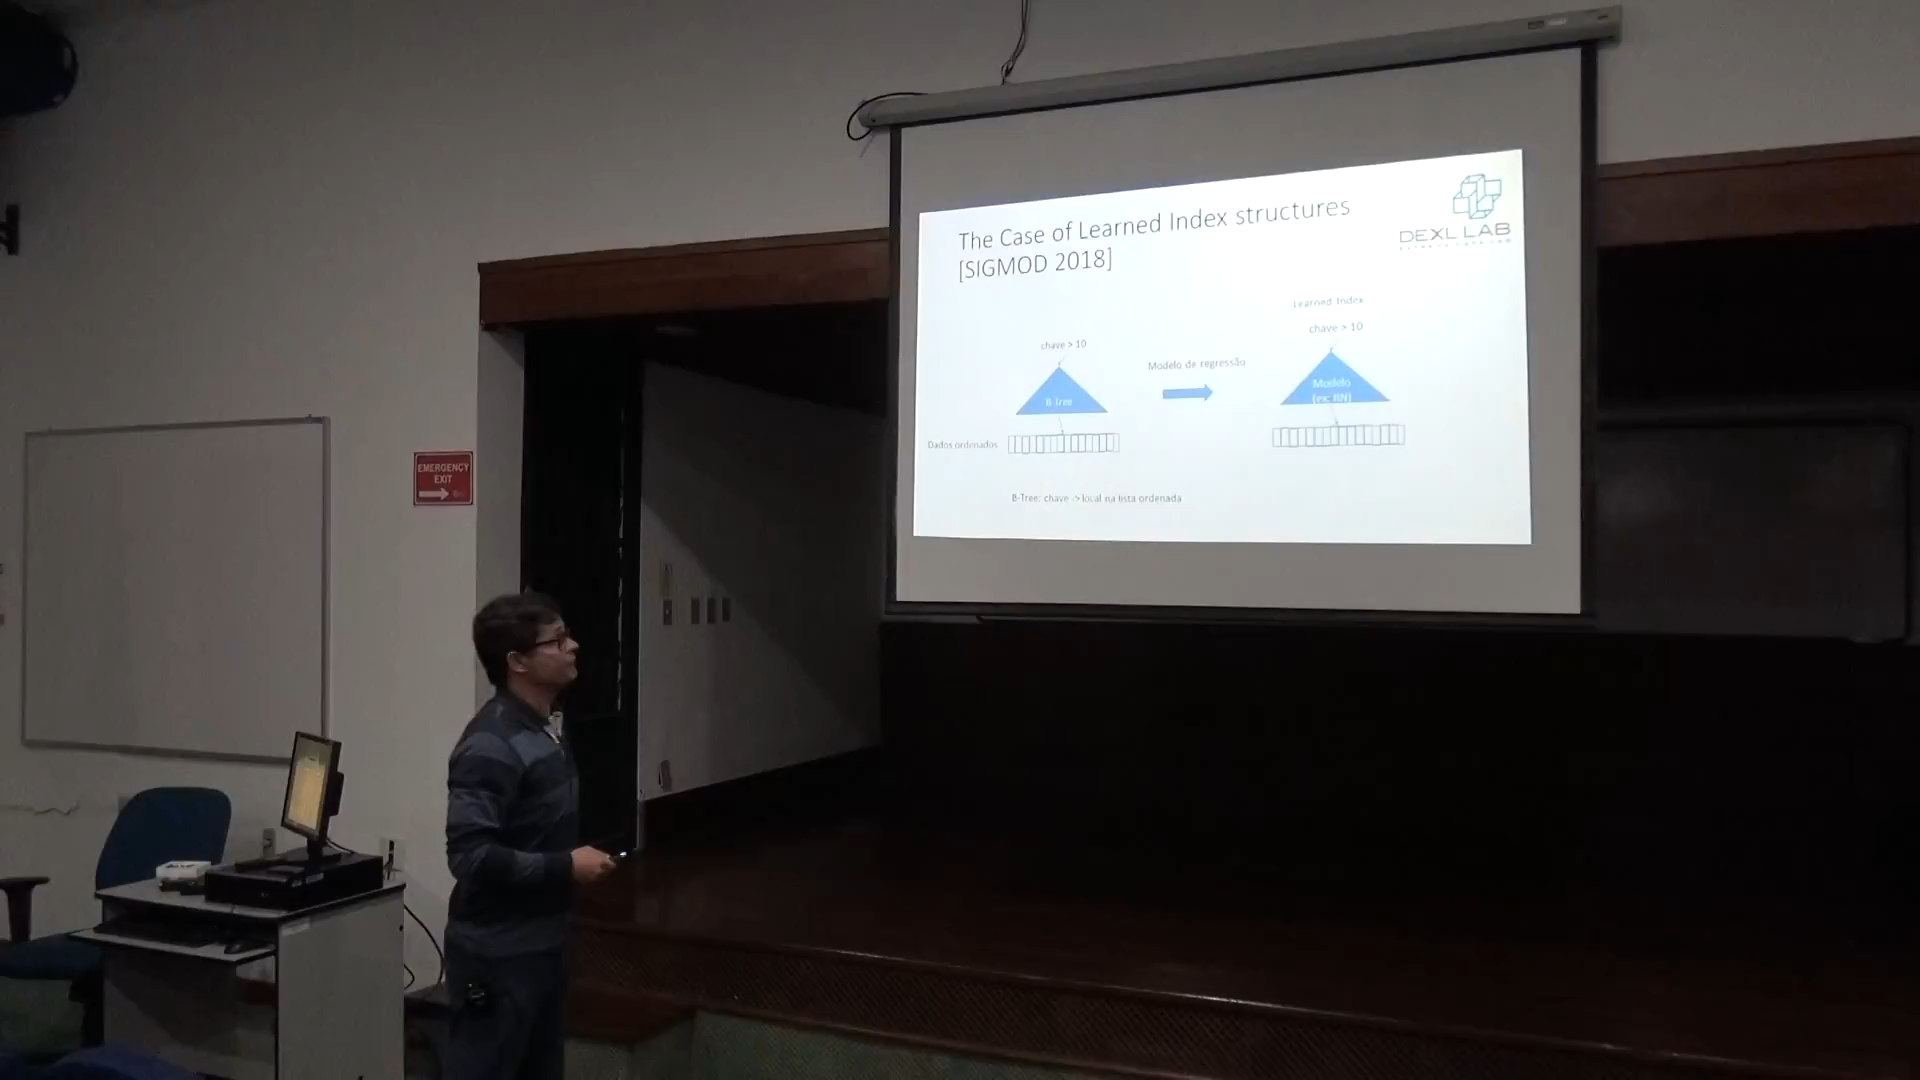 The Case of Learned Index structures
[SIGMOD 2018]
DEXL LAB
Learned Index
chave > 10
chave > 10
Modelo de regressão
B-Tree
Modelo
(ex: RN)
Dados ordenados
B-Tree: chave -> local na lista ordenada
EMERGENCY
EXIT